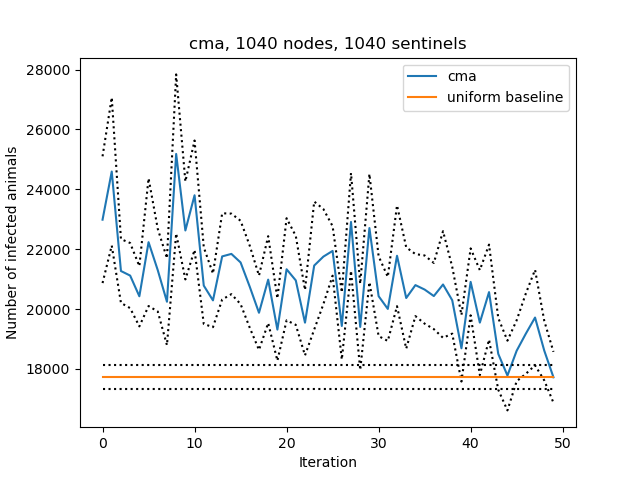 cma, 1040 nodes, 1040 sentinels
28000
26000
24000
22000
20000
18000
Number of infected animals
cma
uniform baseline
0
10
20
30
40
50
Iteration